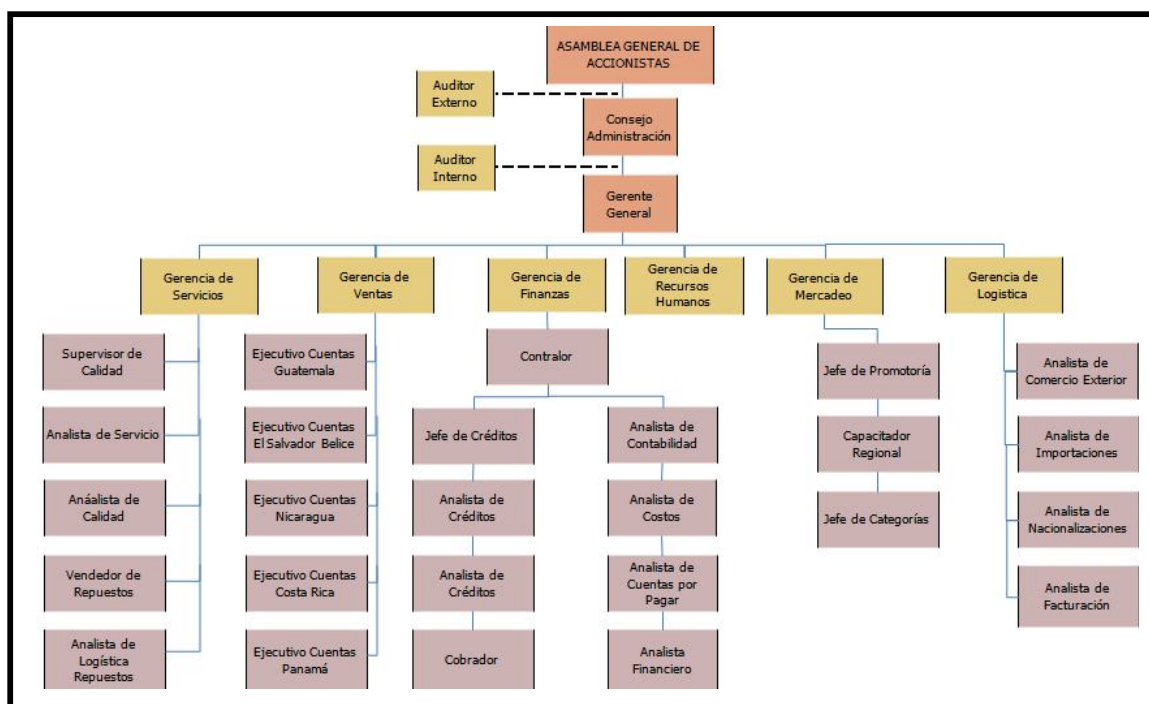 ASAMBLEA GENERAL DE
ACCIONISTAS
Auditor
Externo
Consejo
Administración
Auditor
Interno
Gerente
General
Gerencia de
Servicios
Gerencia de
Ventas
Gerencia de
Finanzas
Gerencia de
Recursos
Humanos
Gerencia de
Mercadeo
Gerencia de
Logistica
Supervisor de
Calidad
Analista de Servicio
Anáalista de
Calidad
Vendedor de
Repuestos
Analista de
Logística
Repuestos
Ejecutivo Cuentas
Guatemala
Ejecutivo Cuentas
El Salvador Belice
Ejecutivo Cuentas
Nicaragua
Ejecutivo Cuentas
Costa Rica
Ejecutivo Cuentas
Panamá
Contralor
Jefe de Créditos
Analista de
Créditos
Analista de
Créditos
Cobrador
Analista de
Contabilidad
Analista de
Costos
Analista de
Cuentas por
Pagar
Analista
Financiero
Jefe de Promotoría
Capacitador
Regional
Jefe de Categorías
Analista de
Comercio Exterior
Analista de
Importaciones
Analista de
Nacionalizaciones
Analista de
Facturación